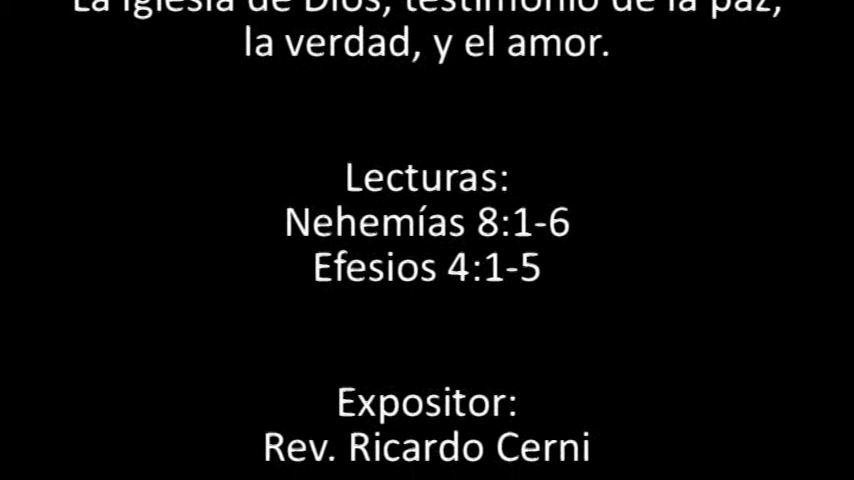 La Iglesia de Dios, testimonio de la paz,
la verdad, y el amor.
Lecturas:
Nehemías 8:1-6
Efesios 4:1-5
Expositor:
Rev. Ricardo Cerni